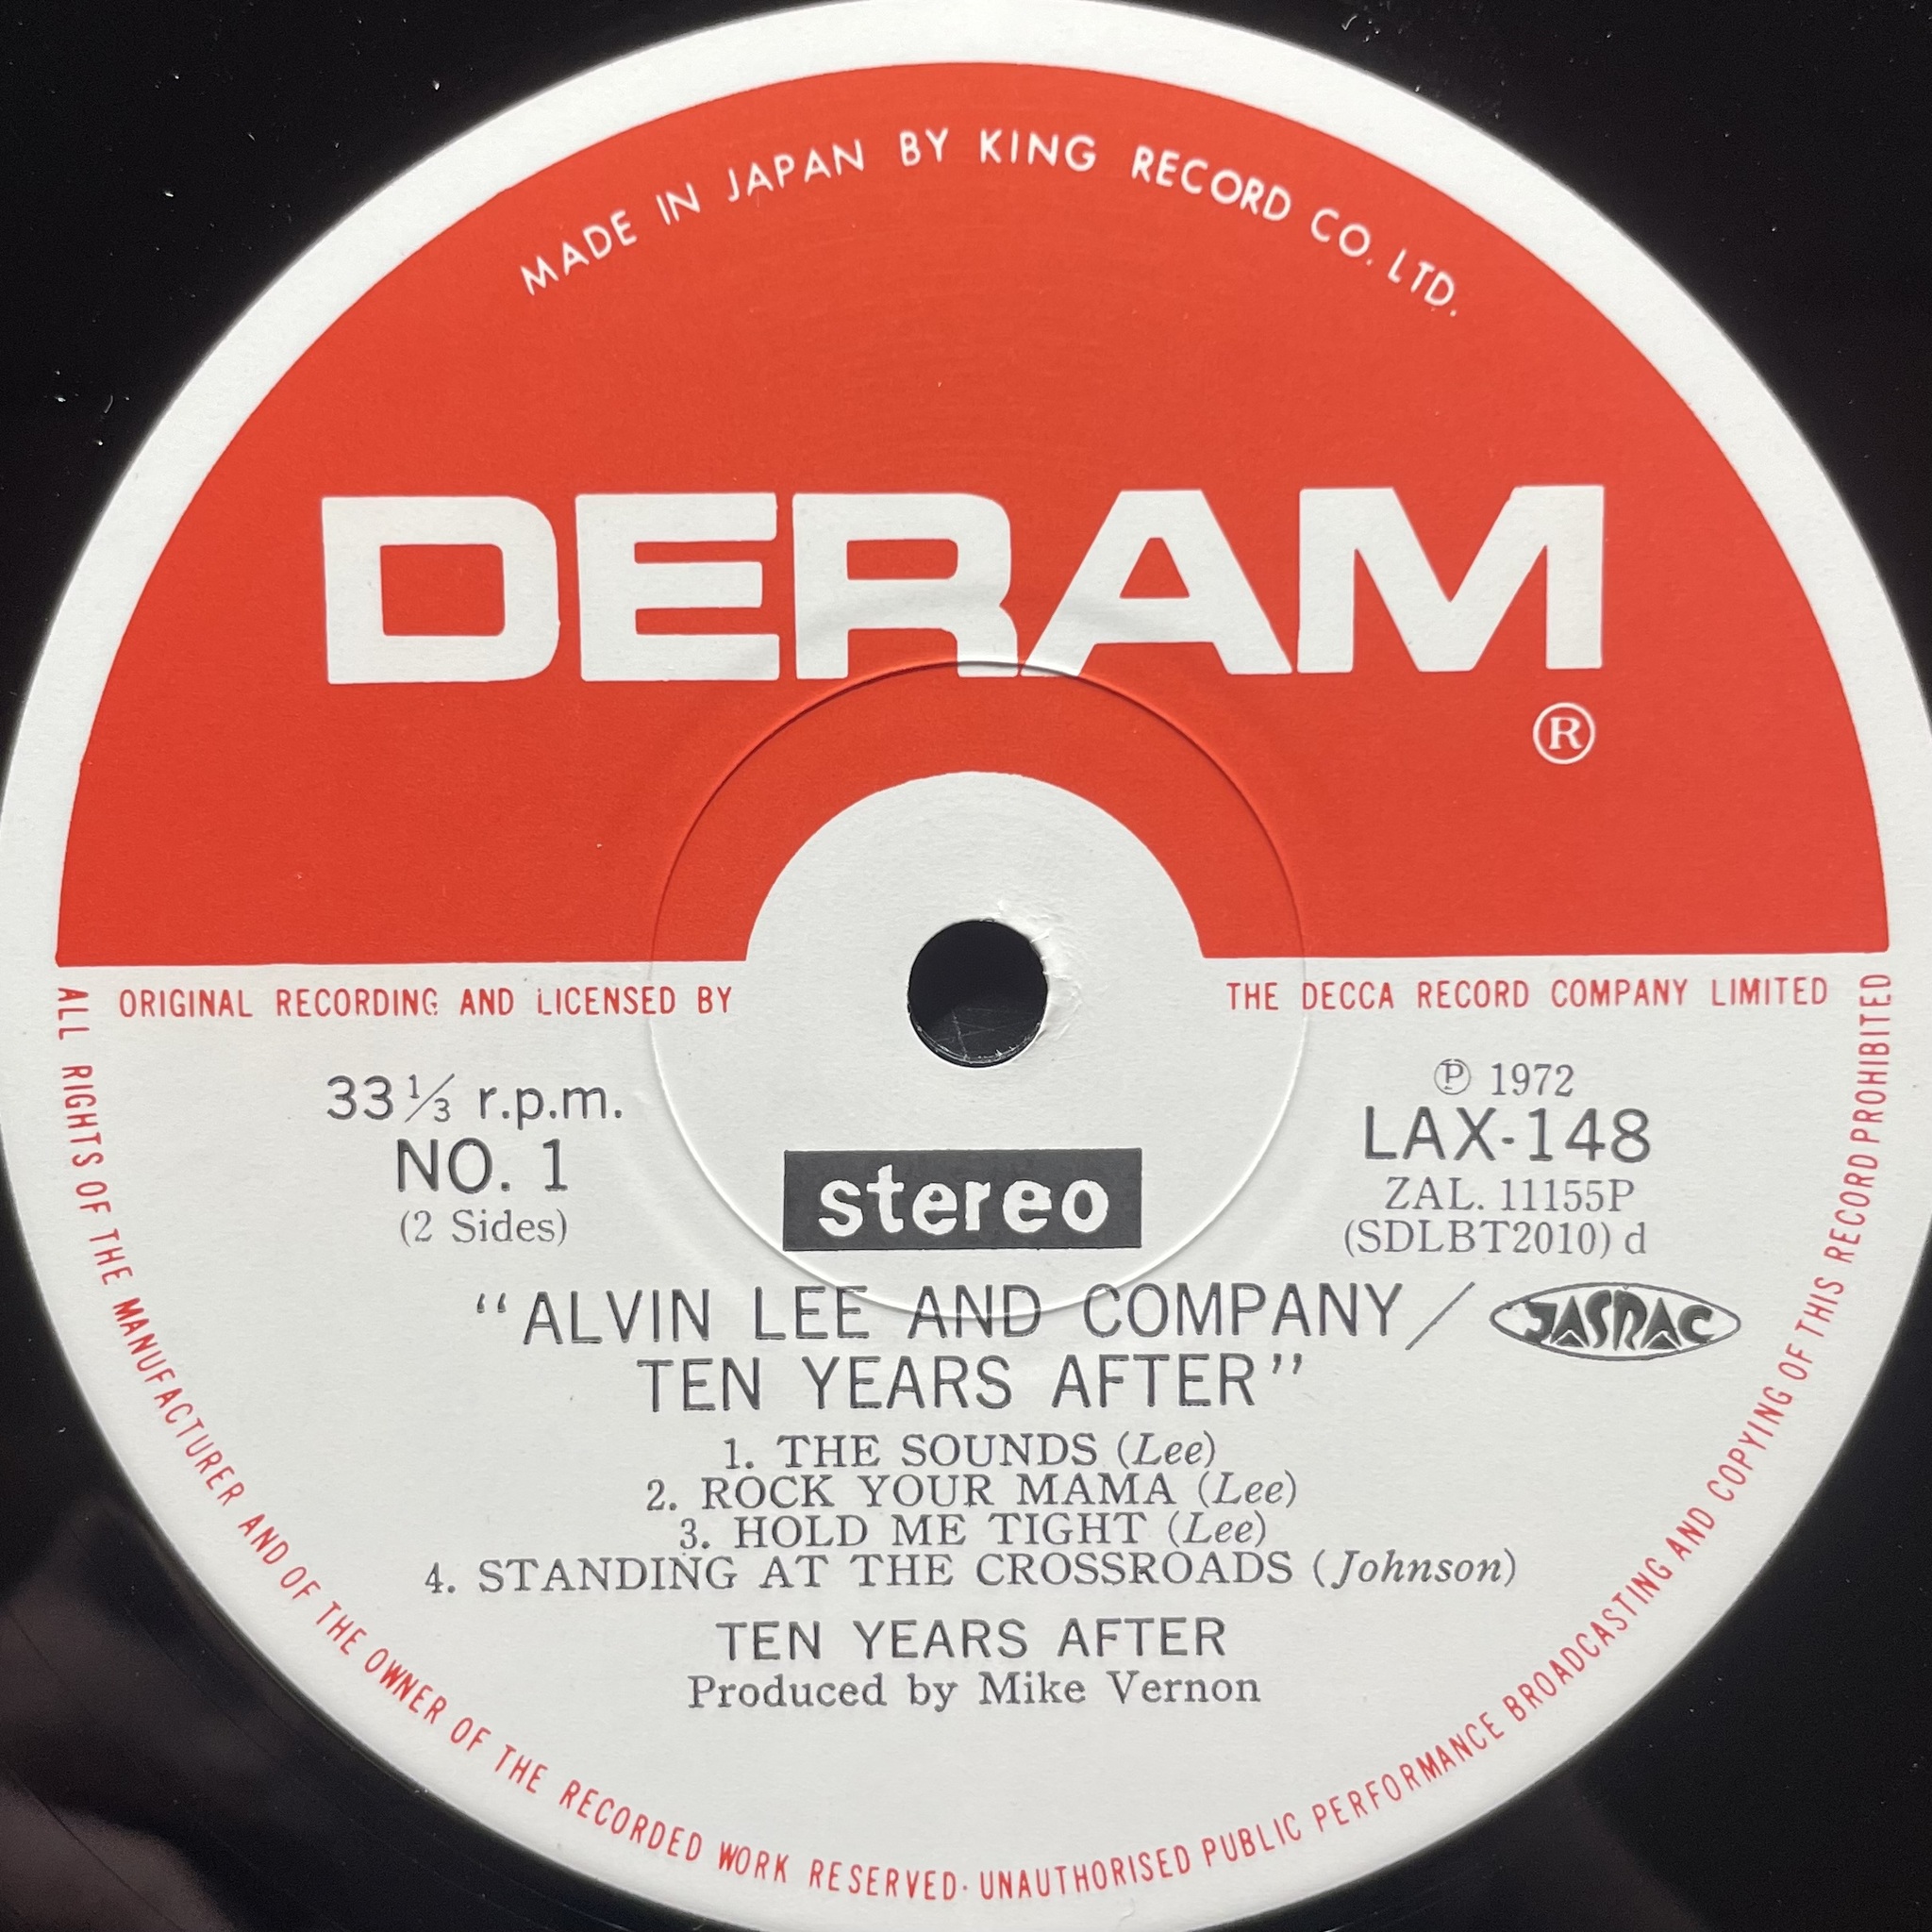 MADE IN JAPAN BY KING RECORD CO. LTD.
DERAM
®
ORIGINAL RECORDING AND LICENSED BY
THE DECCA RECORD COMPANY LIMITED
33 1/3 r.p.m.
NO. 1
(2 Sides)
stereo
℗ 1972
LAX-148
ZAL. 11155P
(SDLBT2010) d
“ALVIN LEE AND COMPANY/
JASRAC
TEN YEARS AFTER”
1. THE SOUNDS (Lee)
2. ROCK YOUR MAMA (Lee)
3. HOLD ME TIGHT (Lee)
4. STANDING AT THE CROSSROADS (Johnson)
TEN YEARS AFTER
Produced by Mike Vernon
ALL RIGHTS OF THE MANUFACTURER AND OF THE OWNER OF THE RECORDED WORK RESERVED· UNAUTHORISED PUBLIC PERFORMANCE BROADCASTING AND COPYING OF THIS RECORD PROHIBITED